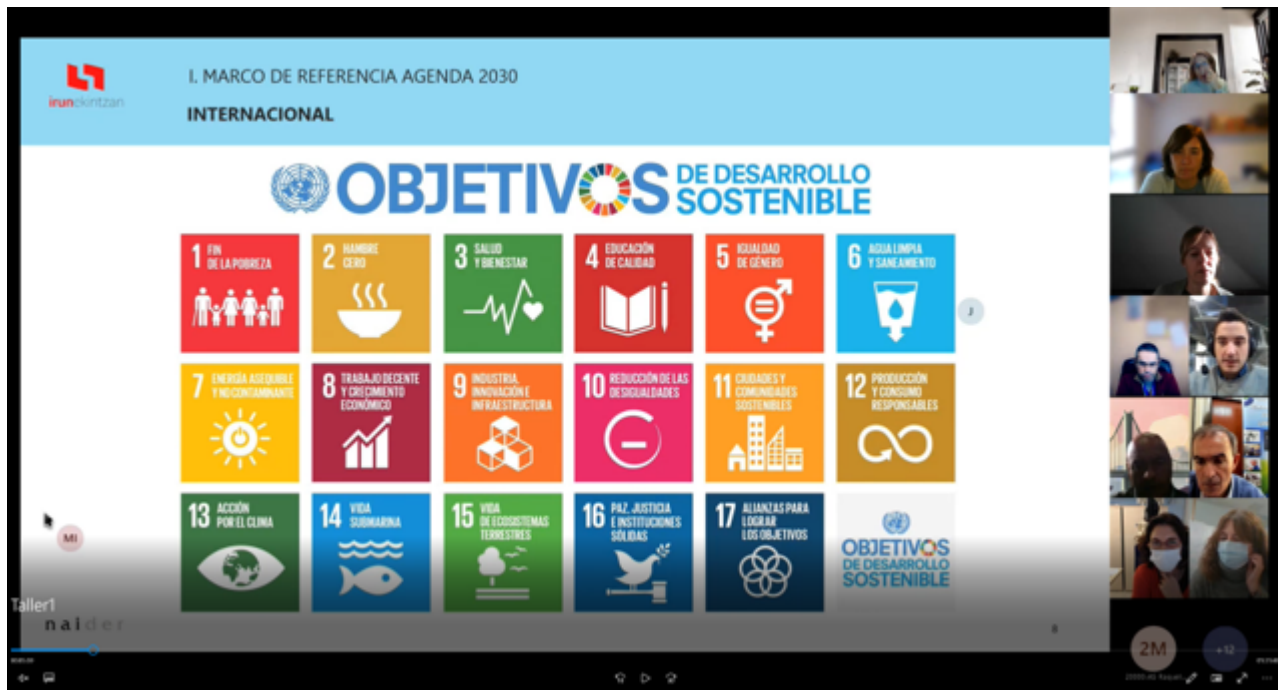 irunekintzan
I. MARCO DE REFERENCIA AGENDA 2030
INTERNACIONAL
OBJETIVOS DE DESARROLLO
SOSTENIBLE
1 FIN
DE LA POBREZA
2 HAMBRE
CERO
3 SALUD
Y BIENESTAR
4 EDUCACIÓN
DE CALIDAD
5 IGUALDAD
DE GÉNERO
6 AGUA LIMPIA
Y SANEAMIENTO
J
7 ENERGÍA ASEQUIBLE
Y NO CONTAMINANTE
8 TRABAJO DECENTE
Y CRECIMIENTO
ECONÓMICO
9 INDUSTRIA,
INNOVACIÓN E
INFRAESTRUCTURA
10 REDUCCIÓN DE LAS
DESIGUALDADES
11 CIUDADES Y
COMUNIDADES
SOSTENIBLES
12 PRODUCCIÓN
Y CONSUMO
RESPONSABLES
13 ACCIÓN
POR EL CLIMA
14 VIDA
SUBMARINA
15 VIDA
DE ECOSISTEMAS
TERRESTRES
16 PAZ, JUSTICIA
E INSTITUCIONES
SÓLIDAS
17 ALIANZAS PARA
LOGRAR
LOS OBJETIVOS
OBJETIVOS
DE DESARROLLO
SOSTENIBLE
MI
Taller1
naider
8
2M
+12